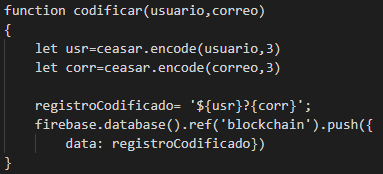 function codificar(usuario,correo)
{
let usr=ceasar.encode(usuario,3)
let corr=ceasar.encode(correo,3)
registroCodificado= '${usr}?{corr}';
firebase.database().ref('blockchain').push({
data: registroCodificado})
}